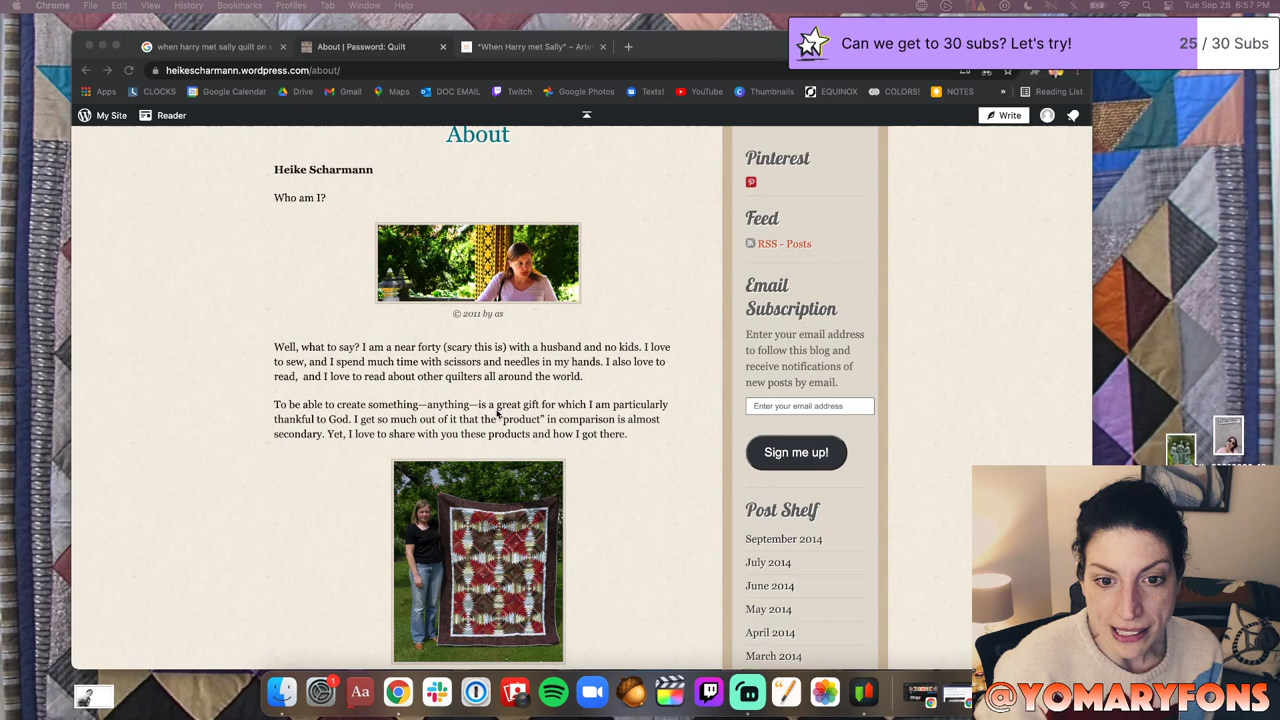 Chrome File Edit View History Bookmarks Profiles Tab Window Help
Tue Sep 28 6:57 PM
Can we get to 30 subs? Let's try! 25 / 30 Subs
when harry met sally quilt on s
About | Password: Quilt
"When Harry met Sally" – Arte
heikescharmann.wordpress.com/about/
Apps CLOCKS Google Calendar Drive Gmail Maps DOC EMAIL Twitch Google Photos Texts! YouTube Thumbnails EQUINOX COLORS! NOTES » Reading List
My Site Reader Write
About
Heike Scharmann
Who am I?
© 2011 by as
Well, what to say? I am a near forty (scary this is) with a husband and no kids. I love
to sew, and I spend much time with scissors and needles in my hands. I also love to
read, and I love to read about other quilters all around the world.
To be able to create something—anything—is a great gift for which I am particularly
thankful to God. I get so much out of it that the "product" in comparison is almost
secondary. Yet, I love to share with you these products and how I got there.
Pinterest
Feed
RSS - Posts
Email
Subscription
Enter your email address
to follow this blog and
receive notifications of
new posts by email.
Enter your email address
Sign me up!
Post Shelf
September 2014
July 2014
June 2014
May 2014
April 2014
March 2014
1
Aa
@YOMARYFONS